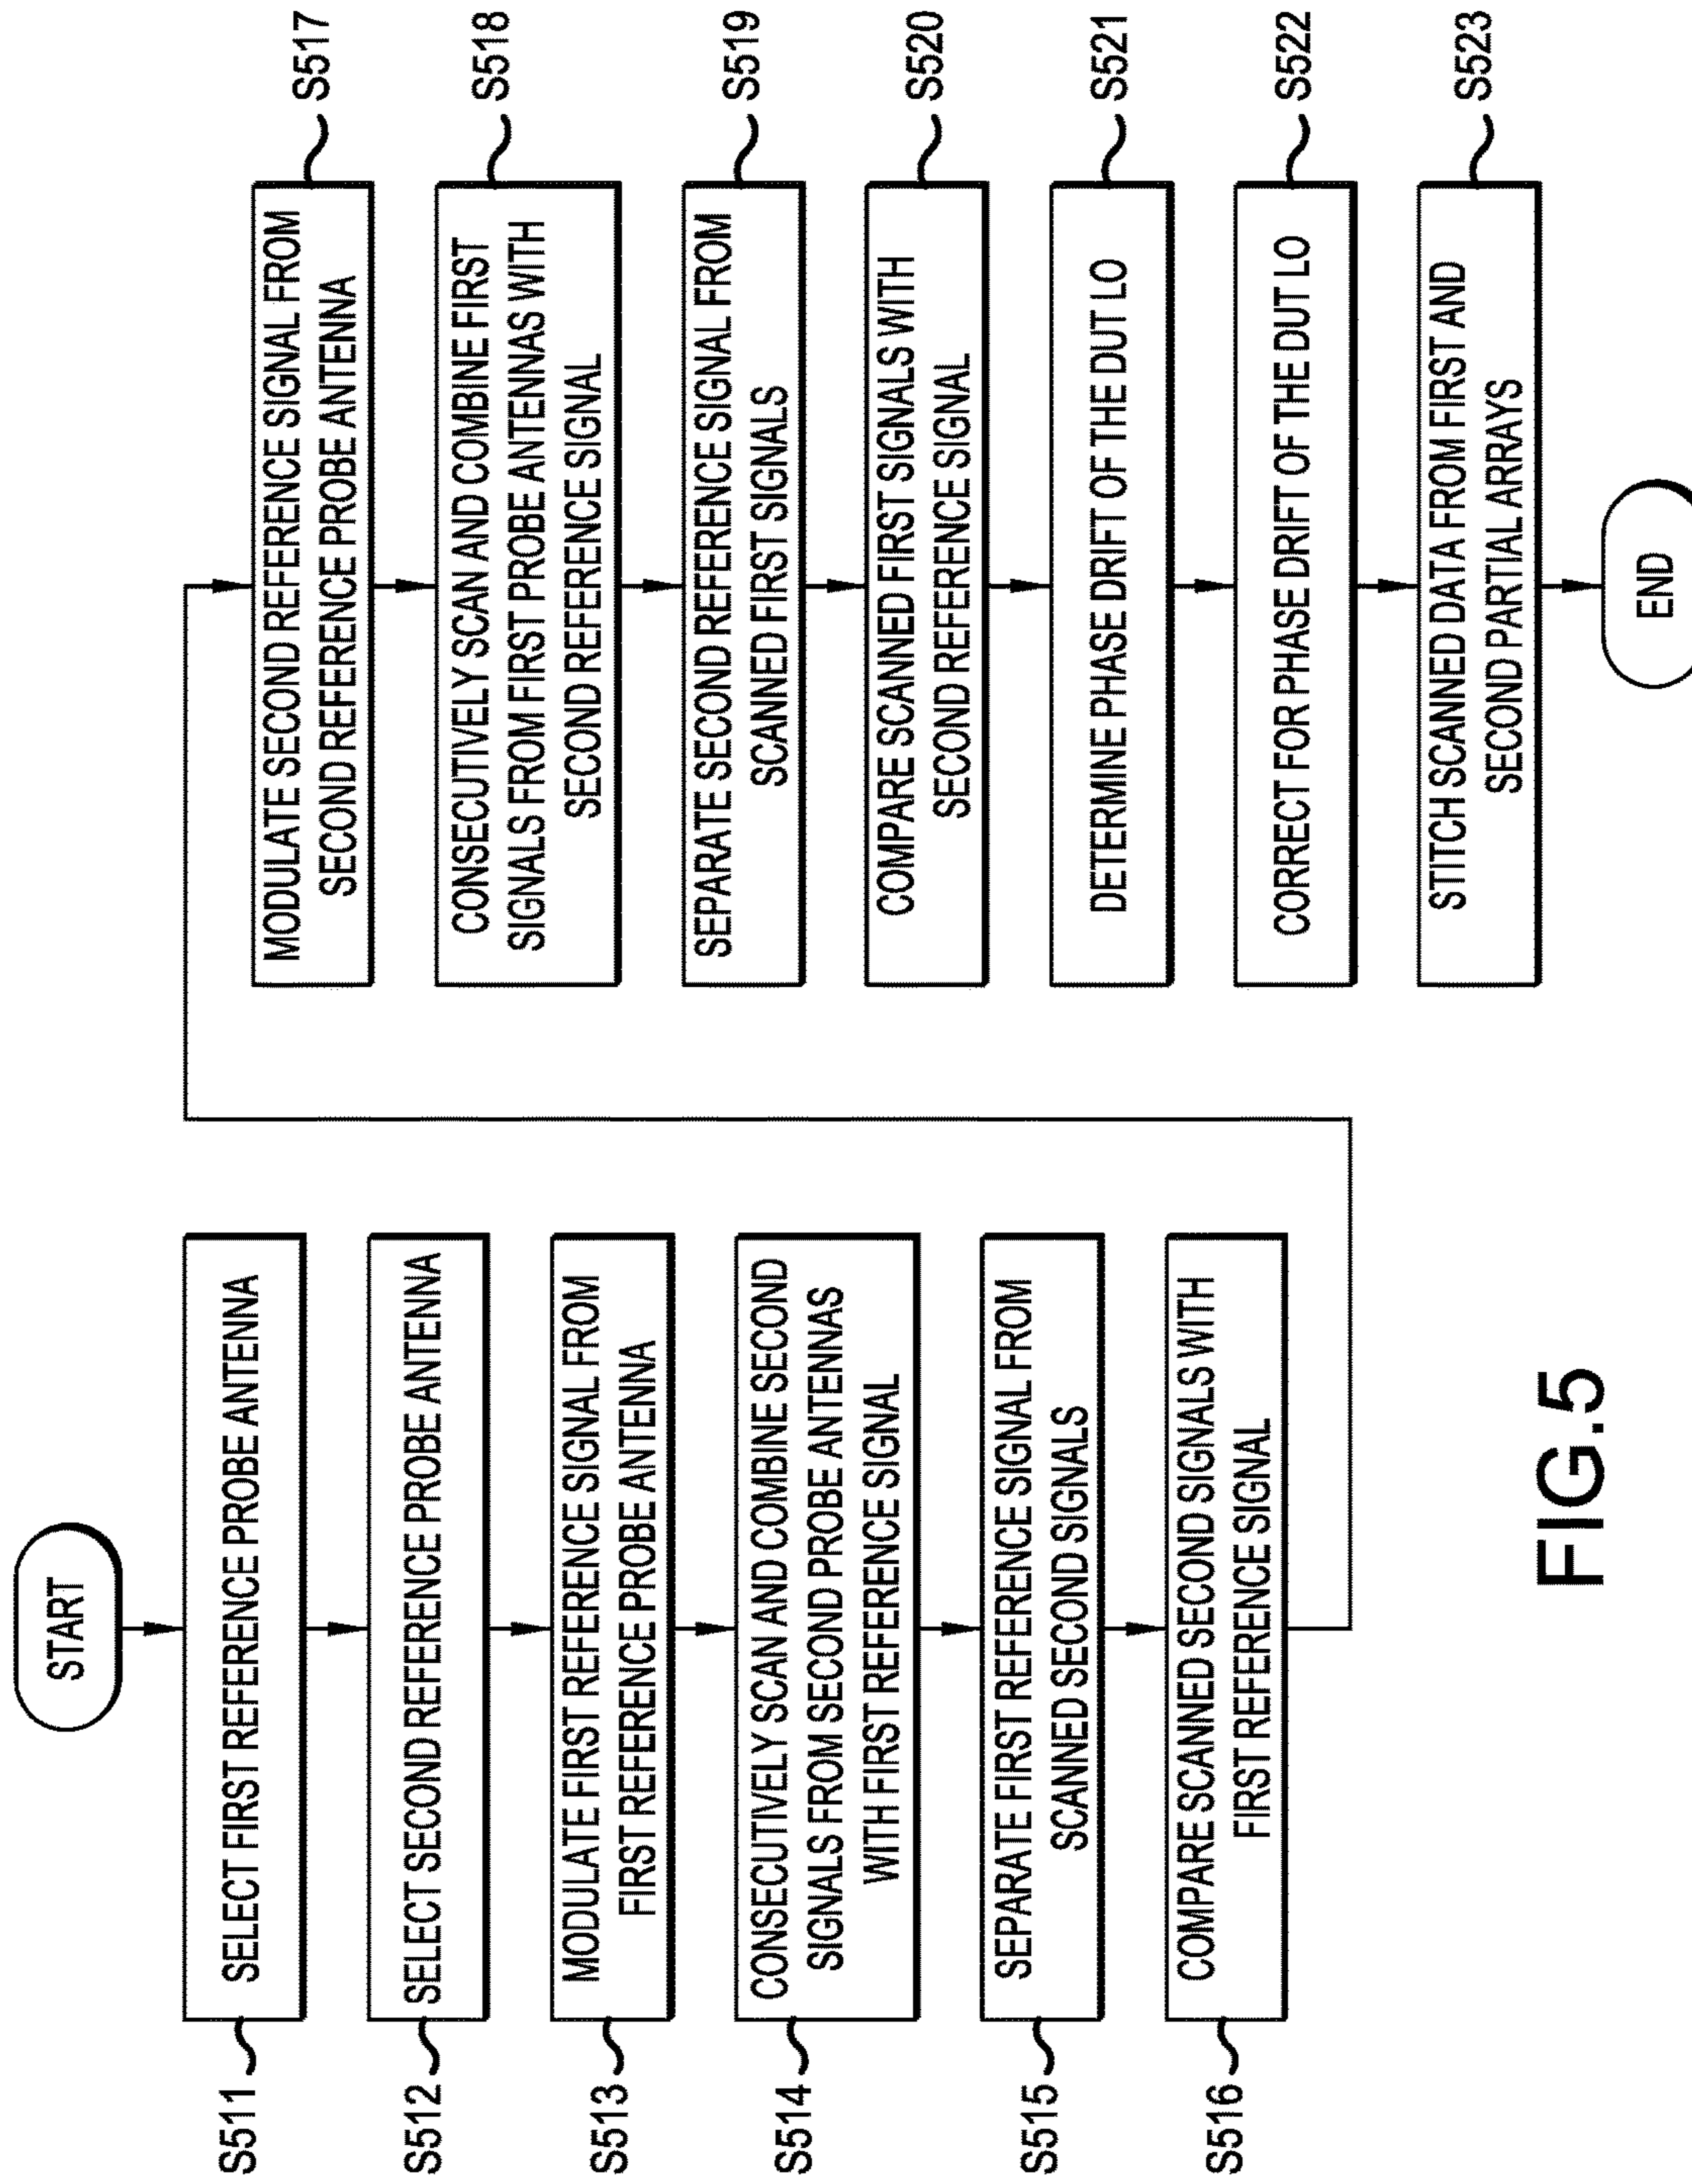 START
S511
SELECT FIRST REFERENCE PROBE ANTENNA
S512
SELECT SECOND REFERENCE PROBE ANTENNA
S513
MODULATE FIRST REFERENCE SIGNAL FROM
FIRST REFERENCE PROBE ANTENNA
S514
CONSECUTIVELY SCAN AND COMBINE SECOND
SIGNALS FROM SECOND PROBE ANTENNAS
WITH FIRST REFERENCE SIGNAL
S515
SEPARATE FIRST REFERENCE SIGNAL FROM
SCANNED SECOND SIGNALS
S516
COMPARE SCANNED SECOND SIGNALS WITH
FIRST REFERENCE SIGNAL
MODULATE SECOND REFERENCE SIGNAL FROM
SECOND REFERENCE PROBE ANTENNA
S517
CONSECUTIVELY SCAN AND COMBINE FIRST
SIGNALS FROM FIRST PROBE ANTENNAS WITH
SECOND REFERENCE SIGNAL
S518
SEPARATE SECOND REFERENCE SIGNAL FROM
SCANNED FIRST SIGNALS
S519
COMPARE SCANNED FIRST SIGNALS WITH
SECOND REFERENCE SIGNAL
S520
DETERMINE PHASE DRIFT OF THE DUT LO
S521
CORRECT FOR PHASE DRIFT OF THE DUT LO
S522
STITCH SCANNED DATA FROM FIRST AND
SECOND PARTIAL ARRAYS
S523
END
FIG.5